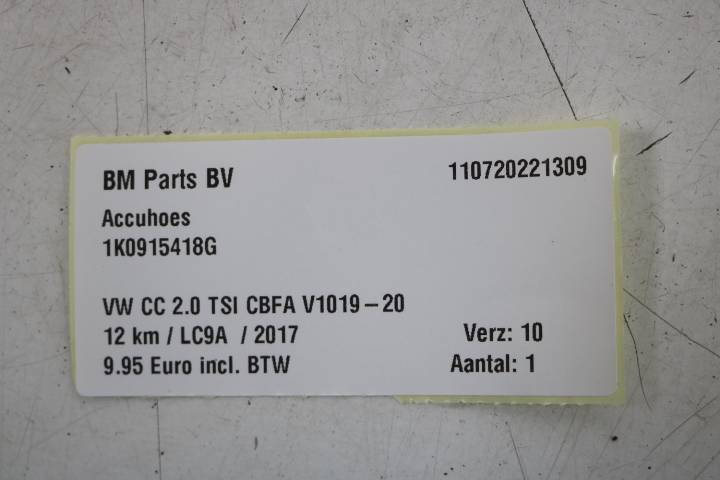 BM Parts BV 110720221309
Accuhoes
1K0915418G
VW CC 2.0 TSI CBFA V1019-20
12 km / LC9A / 2017 Verz: 10
9.95 Euro incl. BTW Aantal: 1